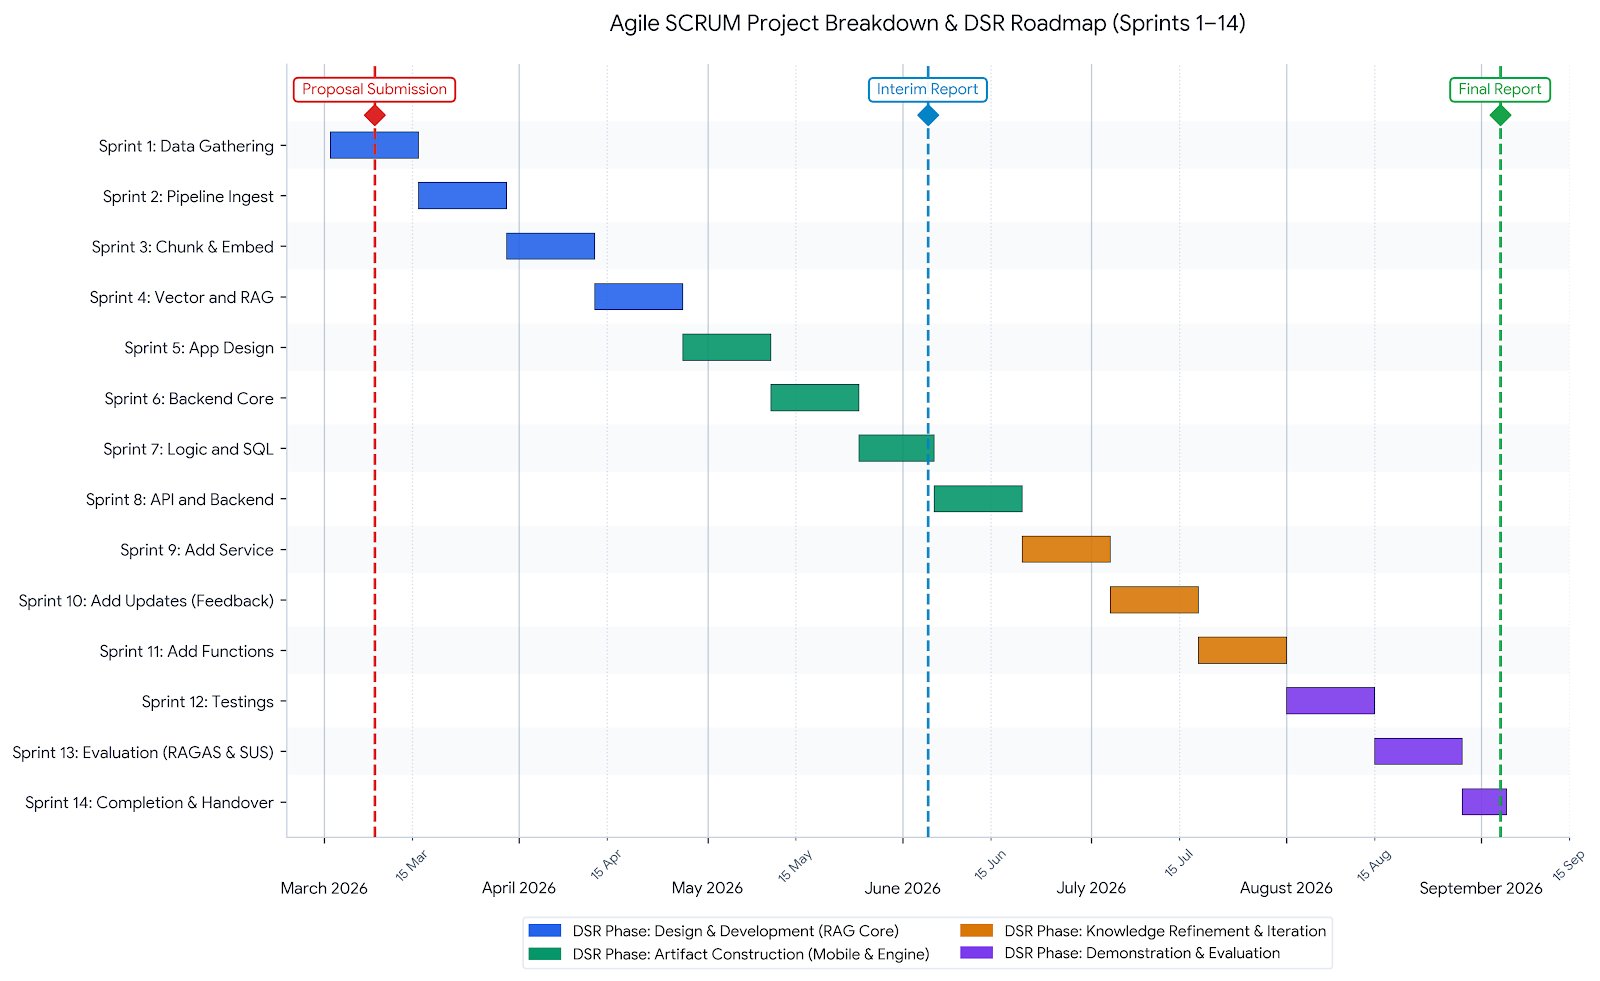 Agile SCRUM Project Breakdown & DSR Roadmap (Sprints 1–14)
Proposal Submission
Interim Report
Final Report
Sprint 1: Data Gathering
Sprint 2: Pipeline Ingest
Sprint 3: Chunk & Embed
Sprint 4: Vector and RAG
Sprint 5: App Design
Sprint 6: Backend Core
Sprint 7: Logic and SQL
Sprint 8: API and Backend
Sprint 9: Add Service
Sprint 10: Add Updates (Feedback)
Sprint 11: Add Functions
Sprint 12: Testings
Sprint 13: Evaluation (RAGAS & SUS)
Sprint 14: Completion & Handover
15 Mar
15 Apr
15 May
15 Jun
15 Jul
15 Aug
15 Sep
March 2026
April 2026
May 2026
June 2026
July 2026
August 2026
September 2026
DSR Phase: Design & Development (RAG Core)
DSR Phase: Artifact Construction (Mobile & Engine)
DSR Phase: Knowledge Refinement & Iteration
DSR Phase: Demonstration & Evaluation